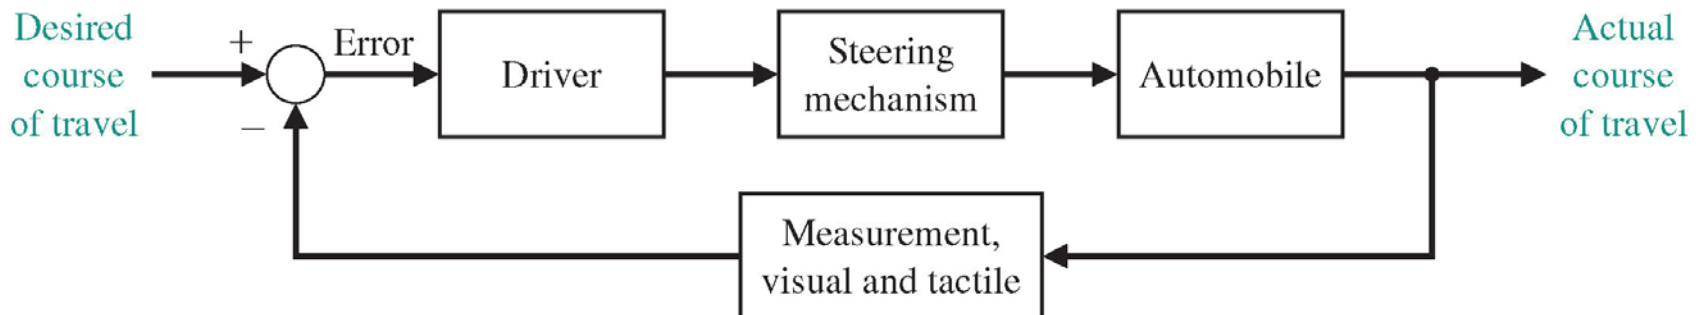 Desired
course
of travel
+
−
Error
Driver
Steering
mechanism
Automobile
Actual
course
of travel
Measurement,
visual and tactile